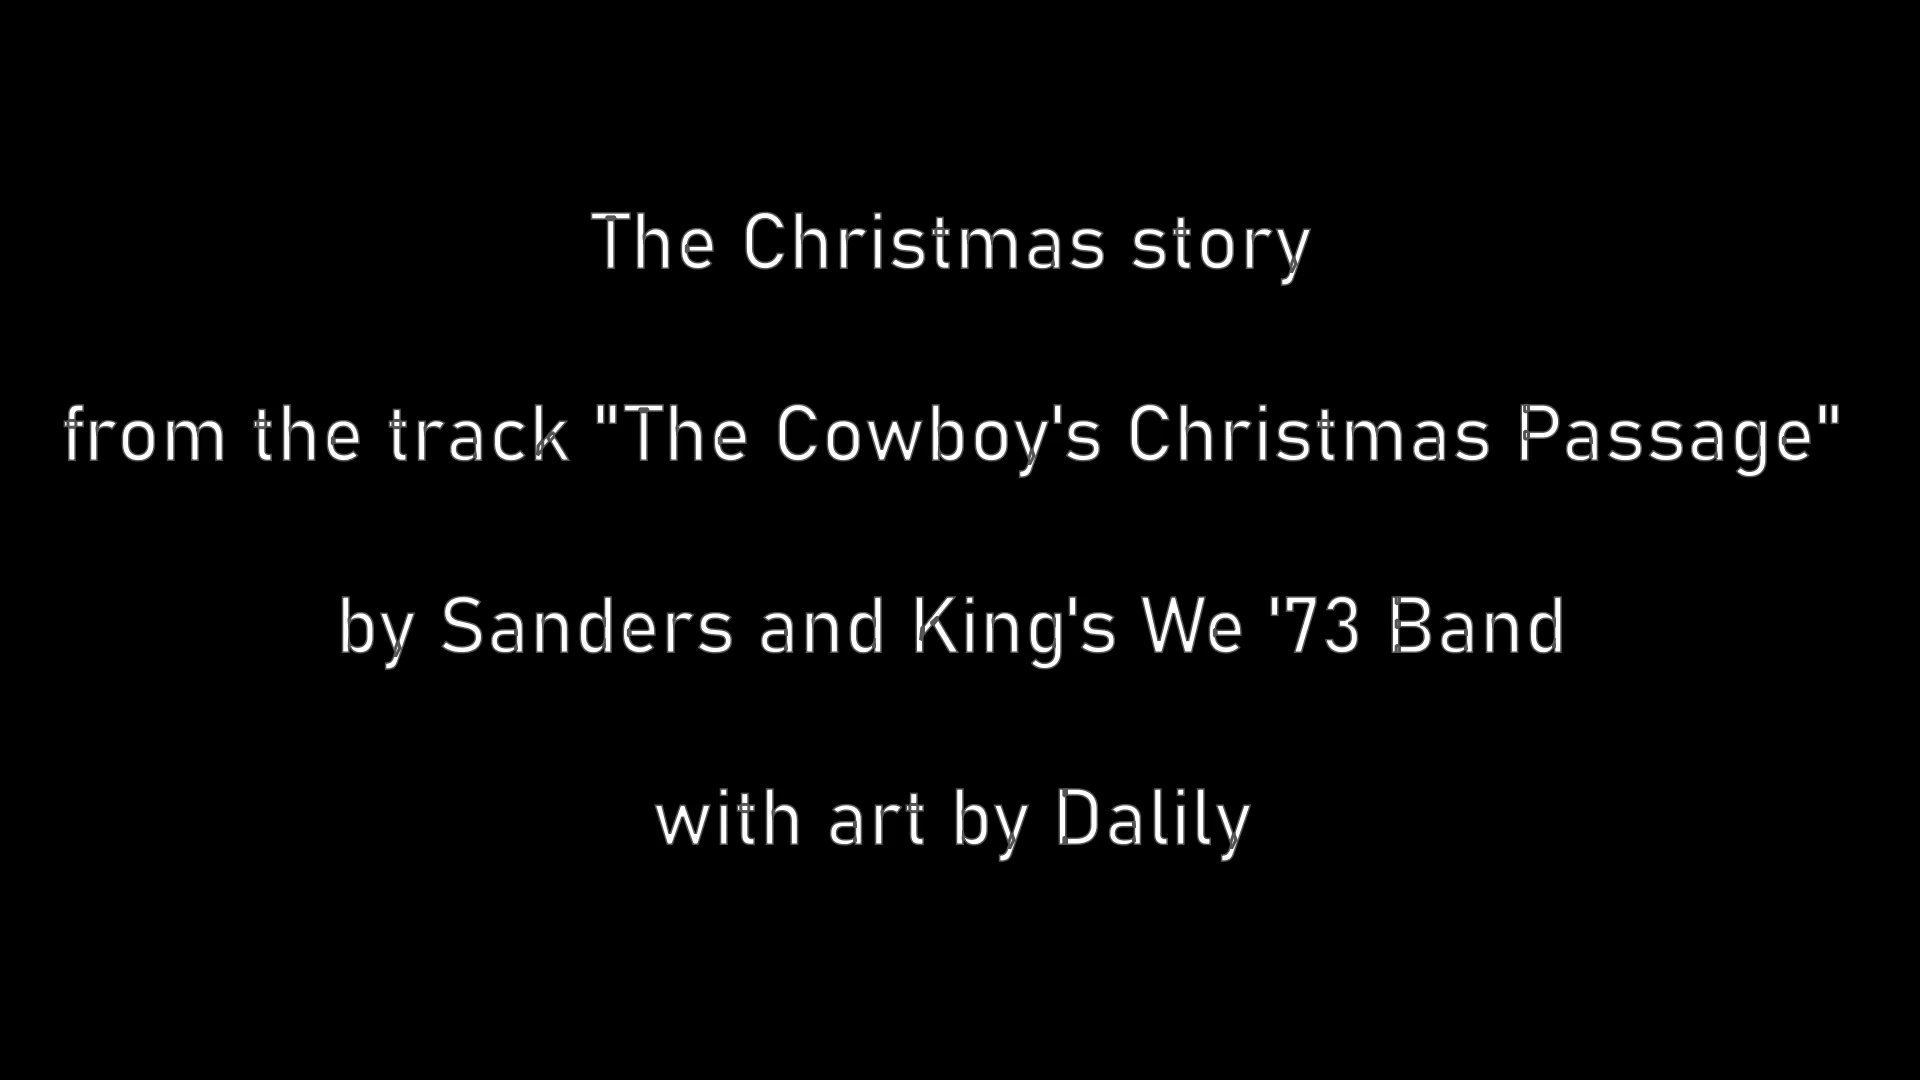 The Christmas story
from the track "The Cowboy's Christmas Passage"
by Sanders and King's We '73 Band
with art by Dalily